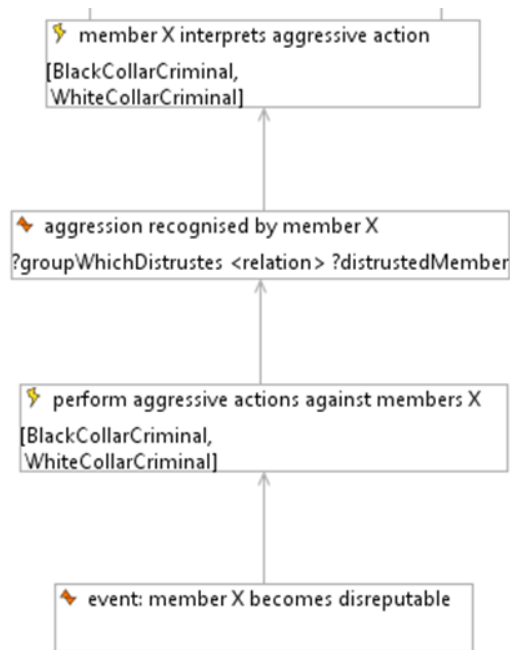 member X interprets aggressive action
[BlackCollarCriminal,
WhiteCollarCriminal]
aggression recognised by member X
?groupWhichDistrustes <relation> ?distrustedMember
perform aggressive actions against members X
[BlackCollarCriminal,
WhiteCollarCriminal]
event: member X becomes disreputable